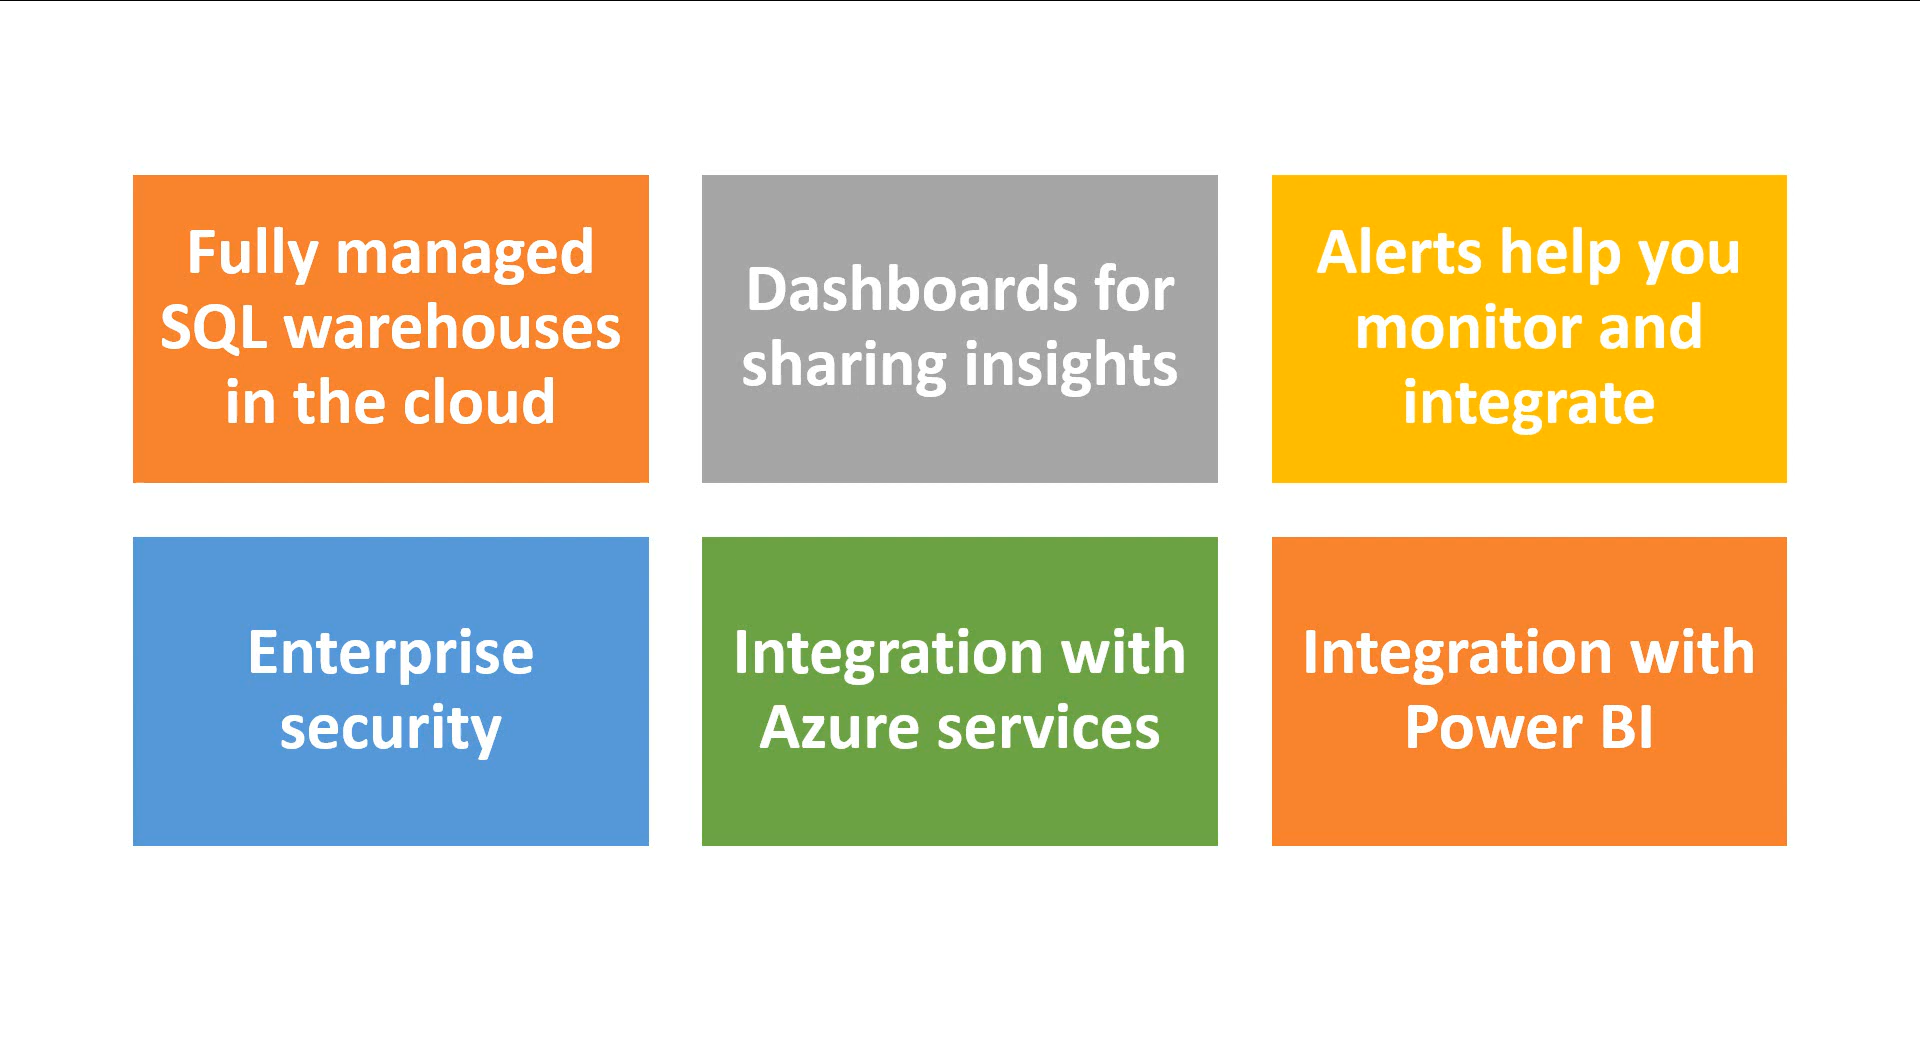 Fully managed
SQL warehouses
in the cloud
Dashboards for
sharing insights
Alerts help you
monitor and
integrate
Enterprise
security
Integration with
Azure services
Integration with
Power BI